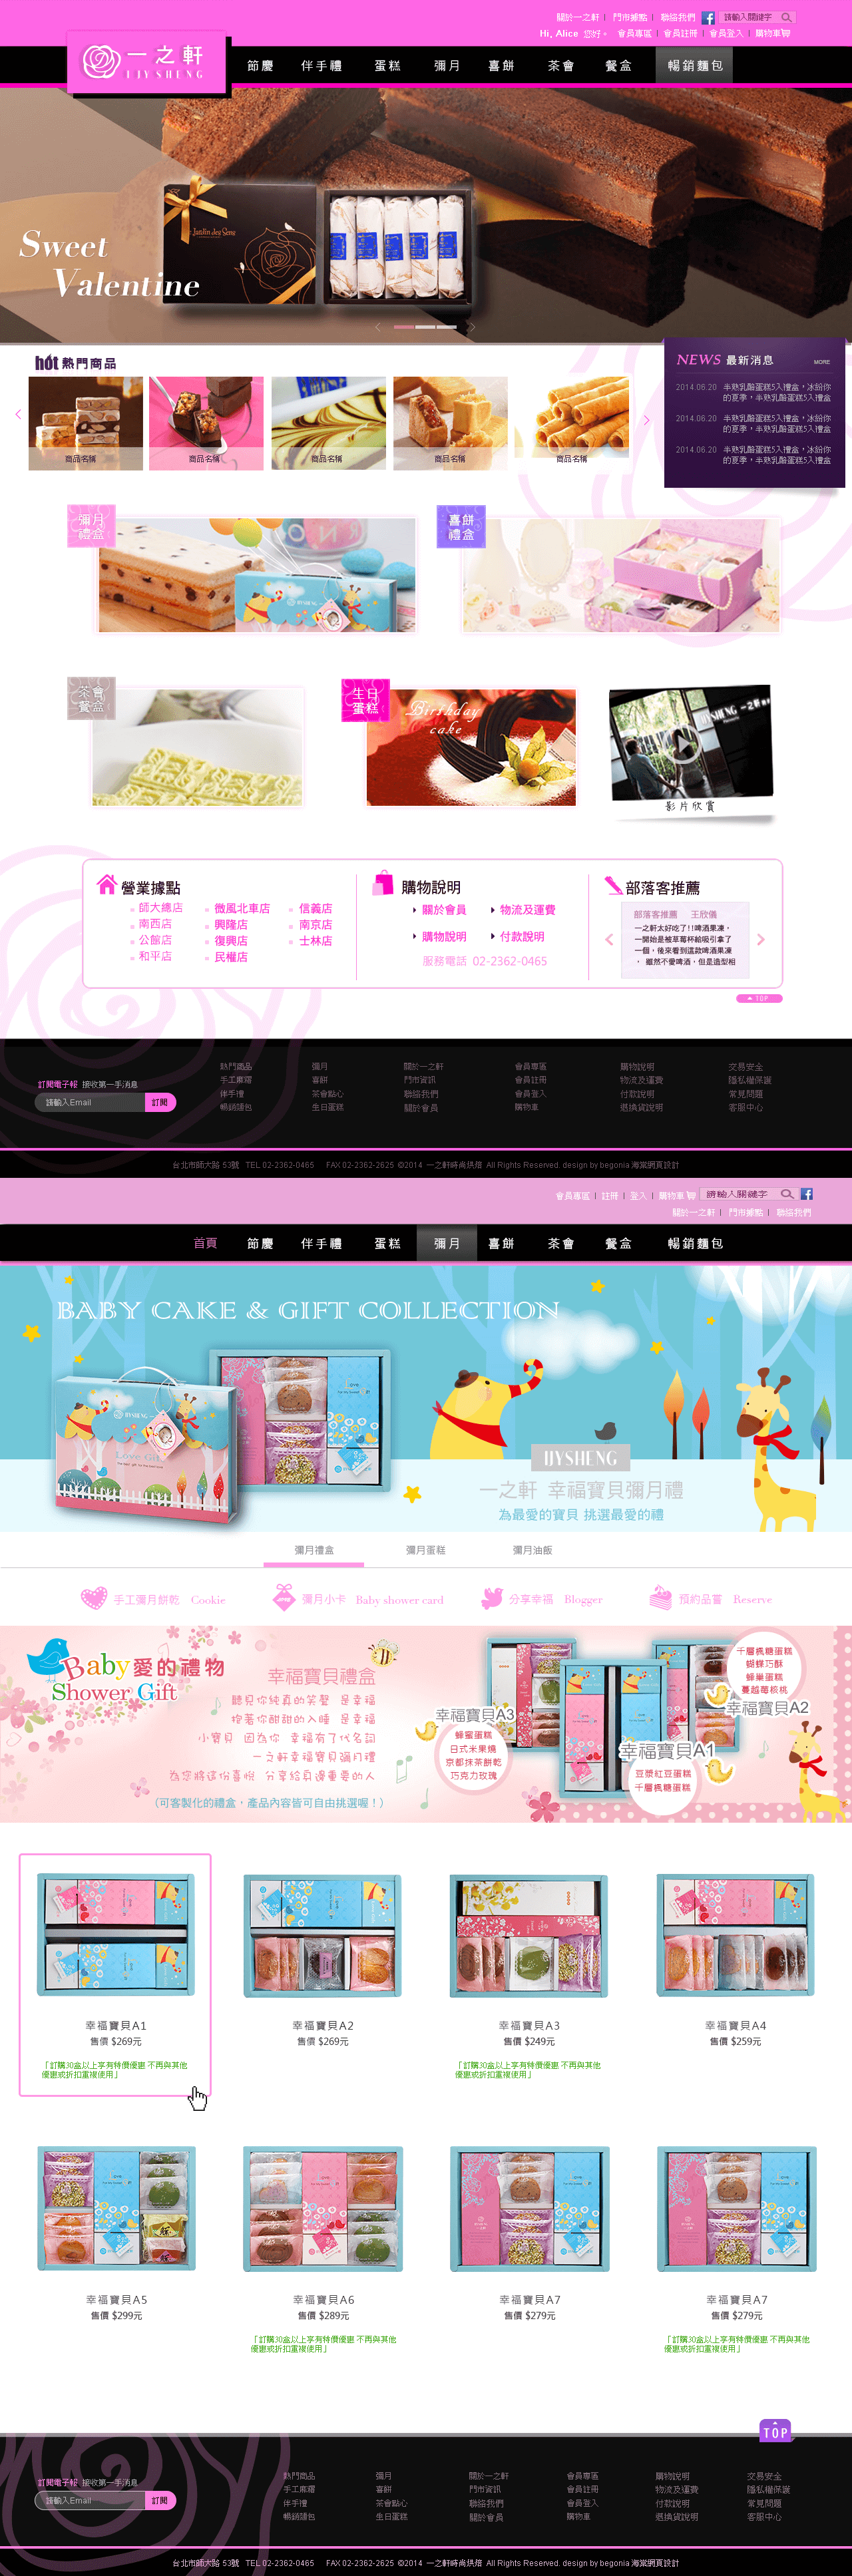 關於一之軒 | 門市據點 | 聯絡我們 請輸入關鍵字
Hi, Alice 您好。 會員專區 | 會員註冊 | 會員登入 | 購物車
一之軒
IJYSHENG
節慶 伴手禮 蛋糕 彌月 喜餅 茶會 餐盒 暢銷麵包
Sweet
Valentine
hot 熱門商品
商品名稱 商品名稱 商品名稱 商品名稱 商品名稱
NEWS 最新消息 MORE
2014.06.20 半熟乳酪蛋糕5入禮盒，冰紛你
的夏季，半熟乳酪蛋糕5入禮盒
2014.06.20 半熟乳酪蛋糕5入禮盒，冰紛你
的夏季，半熟乳酪蛋糕5入禮盒
2014.06.20 半熟乳酪蛋糕5入禮盒，冰紛你
的夏季，半熟乳酪蛋糕5入禮盒
彌月
禮盒
喜餅
禮盒
茶會
餐盒
生日
蛋糕
Birthday
cake
影片欣賞
營業據點
師大總店 微風北車店 信義店
南西店 興隆店 南京店
公館店 復興店 士林店
和平店 民權店
購物說明
關於會員 物流及運費
購物說明 付款說明
服務電話 02-2362-0465
部落客推薦
部落客推薦 王欣儀
一之軒太好吃了!!啤酒果凍，
一開始是被草莓杯給吸引拿了
一個，後來看到這款啤酒果凍
，雖然不愛啤酒，但是造型相
TOP
訂閱電子報 接收第一手消息
請輸入Email 訂閱
熱門商品 彌月 關於一之軒 會員專區 購物說明 交易安全
手工麻糬 喜餅 門市資訊 會員註冊 物流及運費 隱私權保護
伴手禮 茶會點心 聯絡我們 會員登入 付款說明 常見問題
暢銷麵包 生日蛋糕 關於會員 購物車 退換貨說明 客服中心
台北市師大路 53號 TEL 02-2362-0465 FAX 02-2362-2625 ©2014 一之軒時尚烘焙 All Rights Reserved. design by begonia 海棠網頁設計
會員專區 | 註冊 | 登入 | 購物車 請輸入關鍵字
關於一之軒 | 門市據點 | 聯絡我們
首頁 節慶 伴手禮 蛋糕 彌月 喜餅 茶會 餐盒 暢銷麵包
BABY CAKE & GIFT COLLECTION
IJYSHENG
一之軒 幸福寶貝彌月禮
為最愛的寶貝 挑選最愛的禮
彌月禮盒 彌月蛋糕 彌月油飯
手工彌月餅乾 Cookie 彌月小卡 Baby shower card 分享幸福 Blogger 預約品嘗 Reserve
Baby愛的禮物
Shower Gift
幸福寶貝禮盒
聽見你純真的笑聲 是幸福
抱著你甜甜的入睡 是幸福
小寶貝 因為你 幸福有了代名詞
一之軒幸福寶貝彌月禮
為您將這份喜悅 分享給身邊重要的人
（可客製化的禮盒，產品內容皆可自由挑選喔！）
幸福寶貝A3
蜂蜜蛋糕
日式米果燒
京都抹茶餅乾
巧克力玫瑰
幸福寶貝A1
豆漿紅豆蛋糕
千層楓糖蛋糕
千層楓糖蛋糕
蝴蝶巧酥
蜂巢蛋糕
蔓越莓核桃
幸福寶貝A2
幸福寶貝A1 幸福寶貝A2 幸福寶貝A3 幸福寶貝A4
售價 $269元 售價 $269元 售價 $249元 售價 $259元
「訂購30盒以上享有特價優惠 不再與其他
優惠或折扣重複使用」
「訂購30盒以上享有特價優惠 不再與其他
優惠或折扣重複使用」
幸福寶貝A5 幸福寶貝A6 幸福寶貝A7 幸福寶貝A7
售價 $299元 售價 $289元 售價 $279元 售價 $279元
「訂購30盒以上享有特價優惠 不再與其他
優惠或折扣重複使用」
「訂購30盒以上享有特價優惠 不再與其他
優惠或折扣重複使用」
TOP
訂閱電子報 接收第一手消息
請輸入Email 訂閱
熱門商品 彌月 關於一之軒 會員專區 購物說明 交易安全
手工麻糬 喜餅 門市資訊 會員註冊 物流及運費 隱私權保護
伴手禮 茶會點心 聯絡我們 會員登入 付款說明 常見問題
暢銷麵包 生日蛋糕 關於會員 購物車 退換貨說明 客服中心
台北市師大路 53號 TEL 02-2362-0465 FAX 02-2362-2625 ©2014 一之軒時尚烘焙 All Rights Reserved. design by begonia 海棠網頁設計